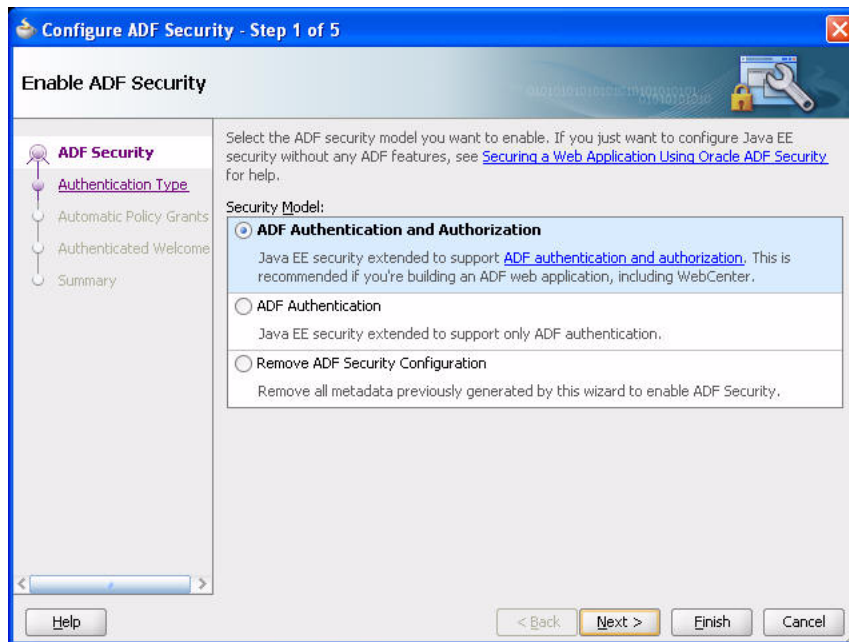 Configure ADF Security - Step 1 of 5
Enable ADF Security
ADF Security
Authentication Type
Automatic Policy Grants
Authenticated Welcome
Summary
Select the ADF security model you want to enable. If you just want to configure Java EE
security without any ADF features, see Securing a Web Application Using Oracle ADF Security
for help.
Security Model:
ADF Authentication and Authorization
Java EE security extended to support ADF authentication and authorization. This is
recommended if you're building an ADF web application, including WebCenter.
ADF Authentication
Java EE security extended to support only ADF authentication.
Remove ADF Security Configuration
Remove all metadata previously generated by this wizard to enable ADF Security.
Help
< Back
Next >
Finish
Cancel